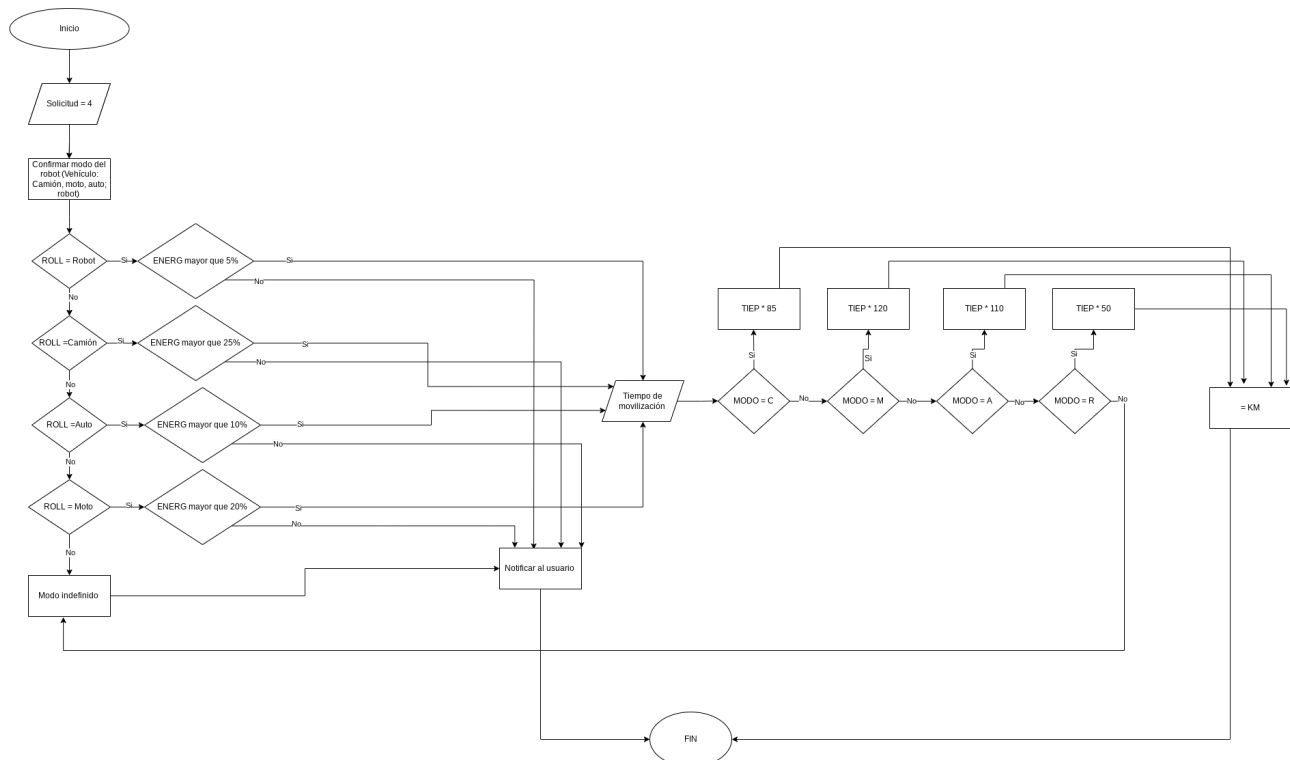 Inicio
Solicitud = 4
Confirmar modo del
robot (Vehículo:
Camión, moto, auto;
robot)
ROLL = Robot
Si
ENERG mayor que 5%
Si
No
No
ROLL =Camión
Si
ENERG mayor que 25%
Si
No
No
ROLL =Auto
Si
ENERG mayor que 10%
Si
No
No
ROLL = Moto
Si
ENERG mayor que 20%
Si
No
No
Modo indefinido
Notificar al usuario
Tiempo de
movilización
MODO = C
Si
TIEP * 85
No
MODO = M
Si
TIEP * 120
No
MODO = A
Si
TIEP * 110
No
MODO = R
Si
TIEP * 50
No
= KM
FIN